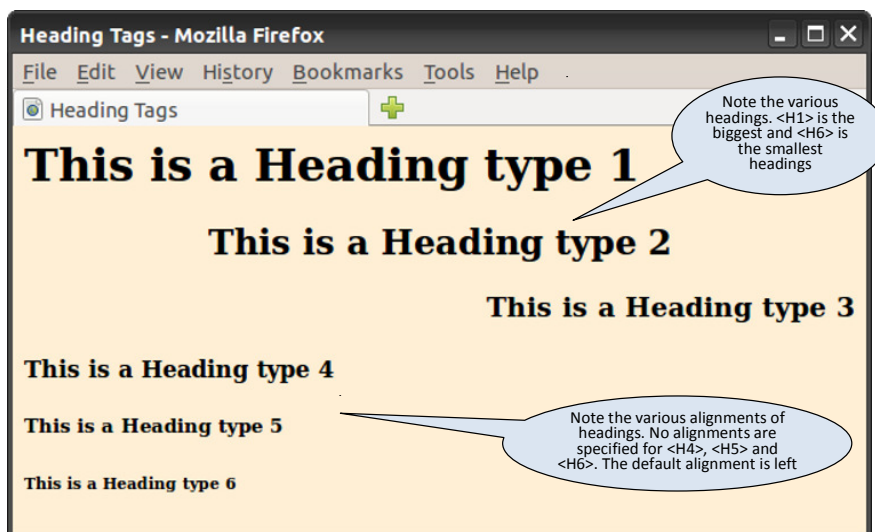 Heading Tags - Mozilla Firefox
File Edit View History Bookmarks Tools Help
Heading Tags
Note the various
headings. <H1> is the
biggest and <H6> is
the smallest
headings
This is a Heading type 1
This is a Heading type 2
This is a Heading type 3
This is a Heading type 4
This is a Heading type 5
Note the various alignments of
headings. No alignments are
specified for <H4>, <H5> and
<H6>. The default alignment is left
This is a Heading type 6